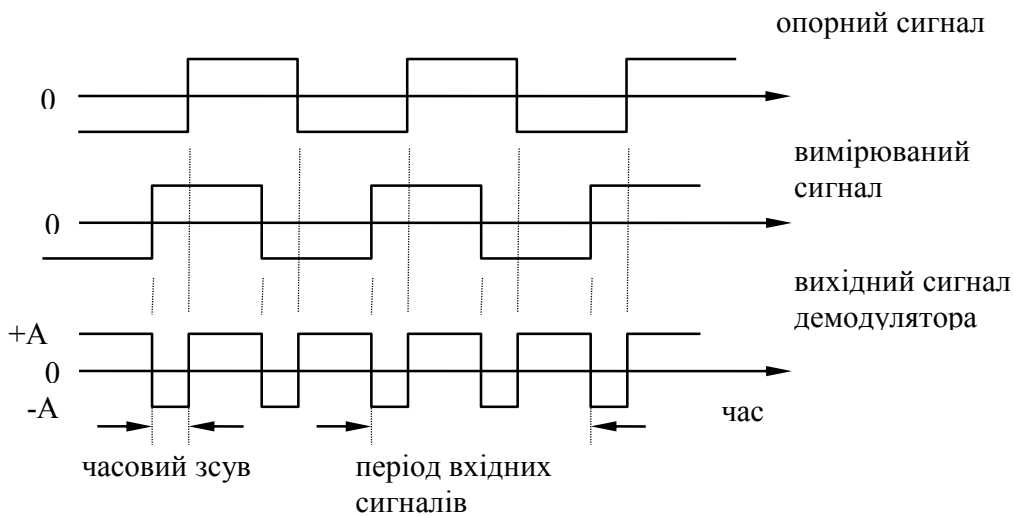 опорний сигнал
0
вимірюваний
сигнал
0
вихідний сигнал
демодулятора
+А
0
-А
час
часовий зсув
період вхідних
сигналів